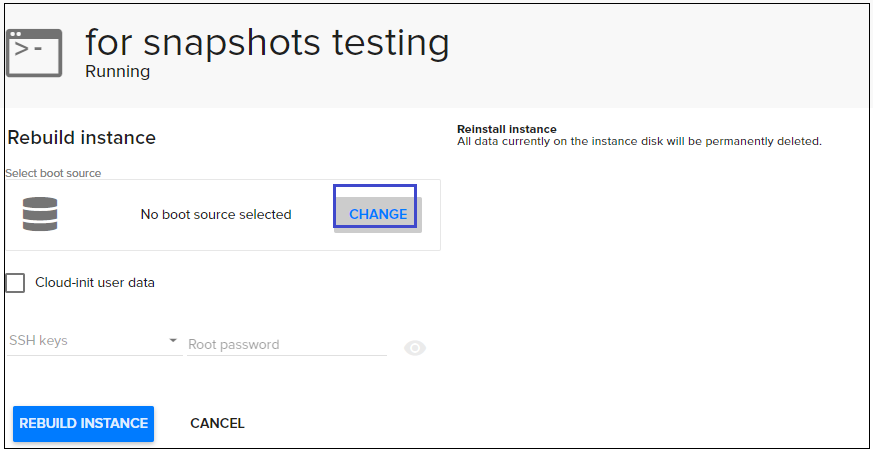 for snapshots testing
Running
Rebuild instance
Reinstall instance
All data currently on the instance disk will be permanently deleted.
Select boot source
No boot source selected
CHANGE
Cloud-init user data
SSH keys
Root password
REBUILD INSTANCE
CANCEL